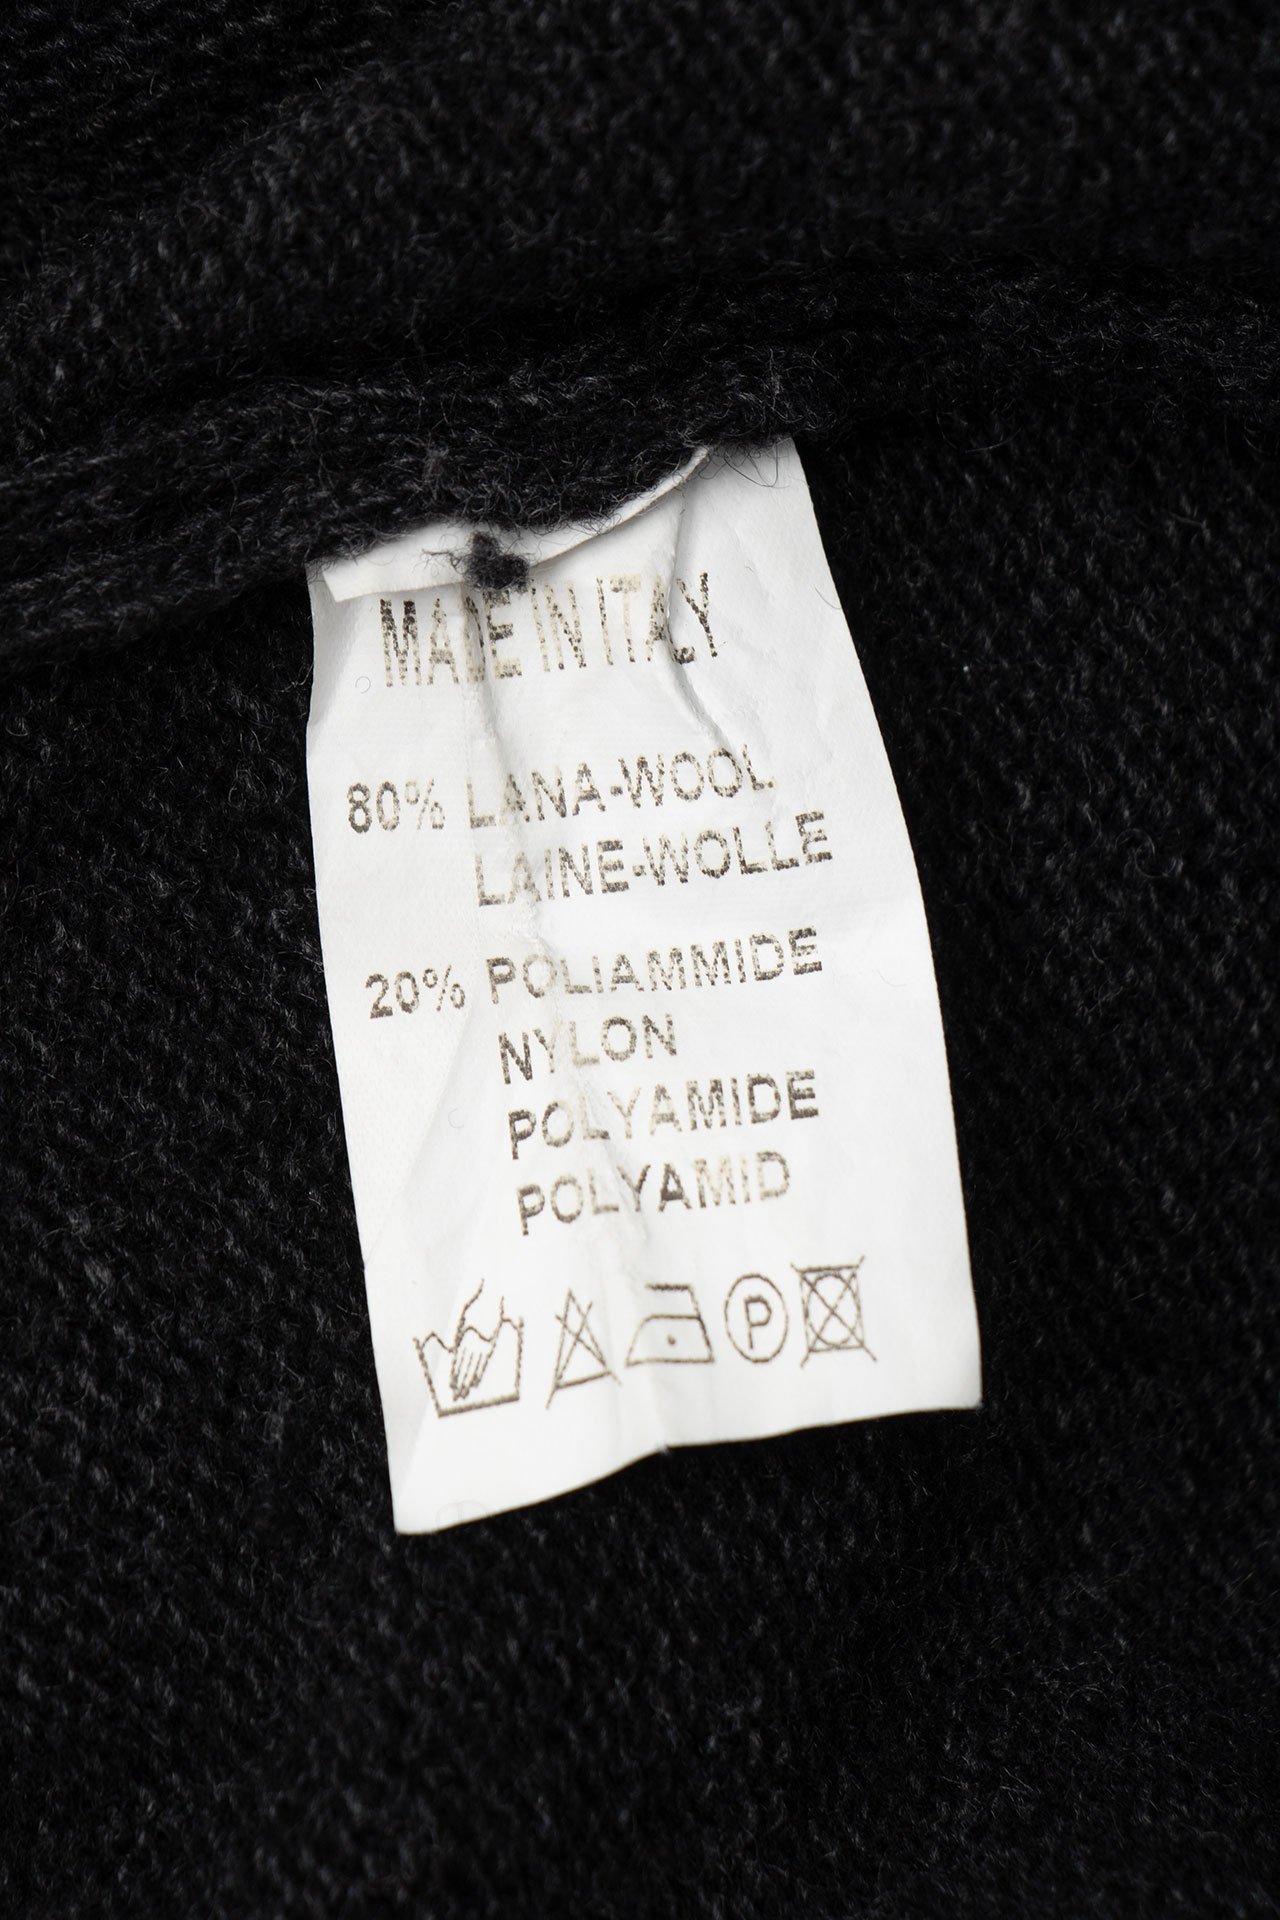 MADE IN ITALY
80% LANA-WOOL
LAINE-WOLLE
20% POLIAMMIDE
NYLON
POLYAMIDE
POLYAMID
P